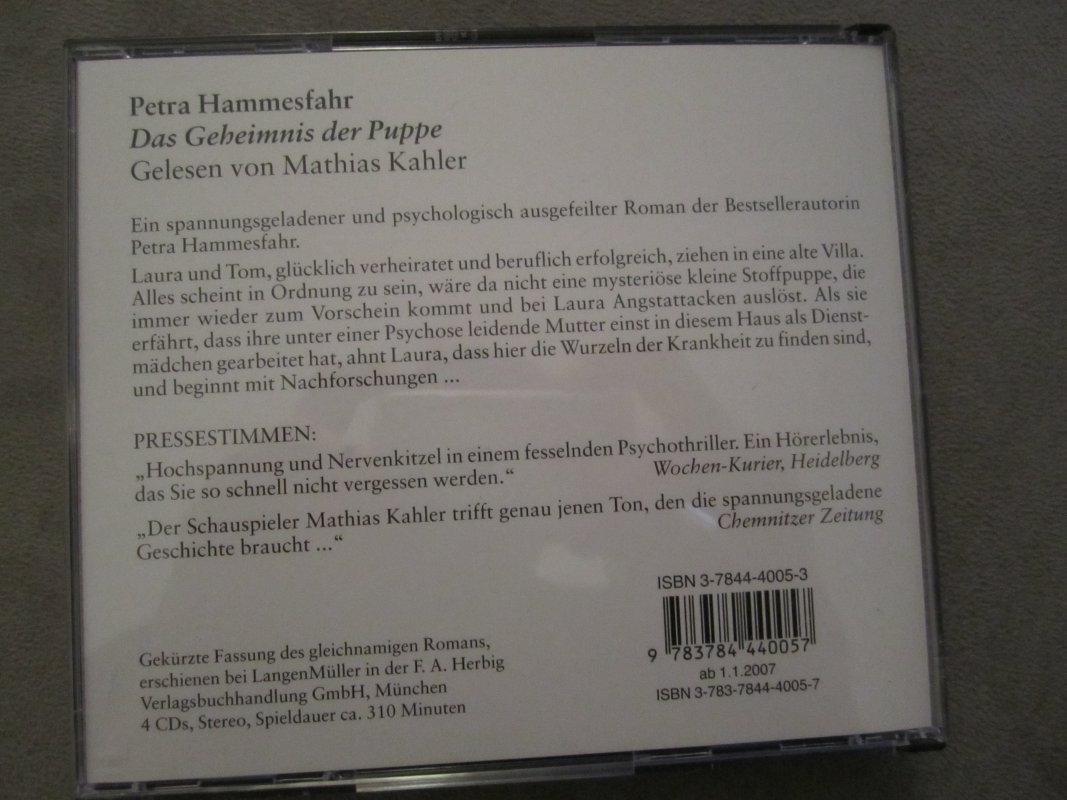 Petra Hammesfahr
Das Geheimnis der Puppe
Gelesen von Mathias Kahler
Ein spannungsgeladener und psychologisch ausgefeilter Roman der Bestsellerautorin
Petra Hammesfahr.
Laura und Tom, glücklich verheiratet und beruflich erfolgreich, ziehen in eine alte Villa.
Alles scheint in Ordnung zu sein, wäre da nicht eine mysteriöse kleine Stoffpuppe, die
immer wieder zum Vorschein kommt und bei Laura Angstattacken auslöst. Als sie
erfährt, dass ihre unter einer Psychose leidende Mutter einst in diesem Haus als Dienst-
mädchen gearbeitet hat, ahnt Laura, dass hier die Wurzeln der Krankheit zu finden sind,
und beginnt mit Nachforschungen ...
PRESSESTIMMEN:
„Hochspannung und Nervenkitzel in einem fesselnden Psychothriller. Ein Hörerlebnis,
das Sie so schnell nicht vergessen werden.“ Wochen-Kurier, Heidelberg
„Der Schauspieler Mathias Kahler trifft genau jenen Ton, den die spannungsgeladene
Geschichte braucht ...“ Chemnitzer Zeitung
ISBN 3-7844-4005-3
9 783784 440057
ab 1.1.2007
ISBN 3-783-7844-4005-7
Gekürzte Fassung des gleichnamigen Romans,
erschienen bei LangenMüller in der F. A. Herbig
Verlagsbuchhandlung GmbH, München
4 CDs, Stereo, Spieldauer ca. 310 Minuten